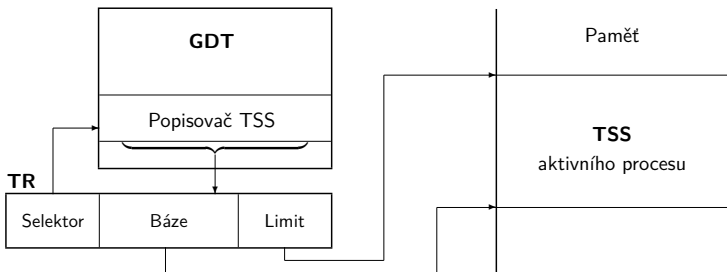 GDT
Paměť
Popisovač TSS
TSS
aktivního procesu
TR
Selektor
Báze
Limit